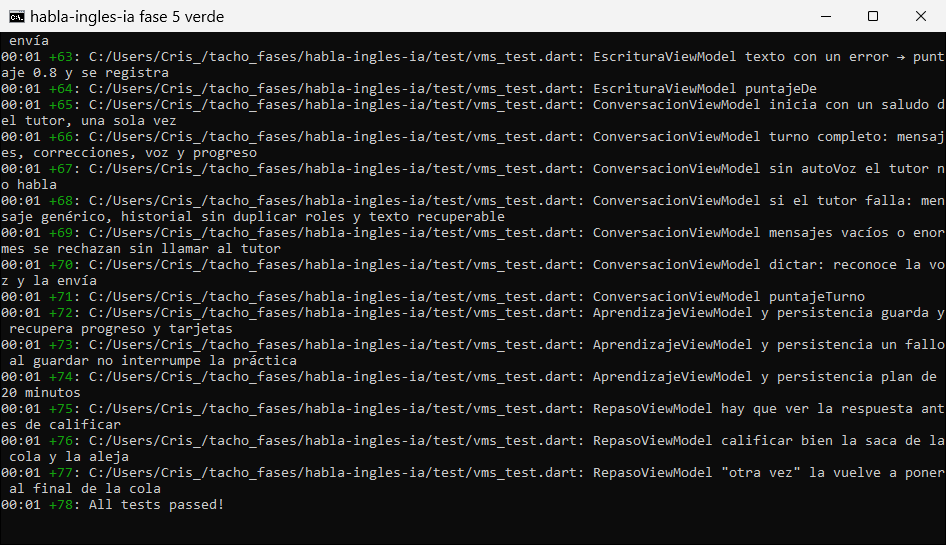 habla-ingles-ia fase 5 verde
envía
00:01 +63: C:/Users/Cris_/tacho_fases/habla-ingles-ia/test/vms_test.dart: EscrituraViewModel texto con un error → punt
aje 0.8 y se registra
00:01 +64: C:/Users/Cris_/tacho_fases/habla-ingles-ia/test/vms_test.dart: EscrituraViewModel puntajeDe
00:01 +65: C:/Users/Cris_/tacho_fases/habla-ingles-ia/test/vms_test.dart: ConversacionViewModel inicia con un saludo d
el tutor, una sola vez
00:01 +66: C:/Users/Cris_/tacho_fases/habla-ingles-ia/test/vms_test.dart: ConversacionViewModel turno completo: mensaj
es, correcciones, voz y progreso
00:01 +67: C:/Users/Cris_/tacho_fases/habla-ingles-ia/test/vms_test.dart: ConversacionViewModel sin autoVoz el tutor n
o habla
00:01 +68: C:/Users/Cris_/tacho_fases/habla-ingles-ia/test/vms_test.dart: ConversacionViewModel si el tutor falla: men
saje genérico, historial sin duplicar roles y texto recuperable
00:01 +69: C:/Users/Cris_/tacho_fases/habla-ingles-ia/test/vms_test.dart: ConversacionViewModel mensajes vacíos o enor
mes se rechazan sin llamar al tutor
00:01 +70: C:/Users/Cris_/tacho_fases/habla-ingles-ia/test/vms_test.dart: ConversacionViewModel dictar: reconoce la vo
z y la envía
00:01 +71: C:/Users/Cris_/tacho_fases/habla-ingles-ia/test/vms_test.dart: ConversacionViewModel puntajeTurno
00:01 +72: C:/Users/Cris_/tacho_fases/habla-ingles-ia/test/vms_test.dart: AprendizajeViewModel y persistencia guarda y
recupera progreso y tarjetas
00:01 +73: C:/Users/Cris_/tacho_fases/habla-ingles-ia/test/vms_test.dart: AprendizajeViewModel y persistencia un fallo
al guardar no interrumpe la práctica
00:01 +74: C:/Users/Cris_/tacho_fases/habla-ingles-ia/test/vms_test.dart: AprendizajeViewModel y persistencia plan de
20 minutos
00:01 +75: C:/Users/Cris_/tacho_fases/habla-ingles-ia/test/vms_test.dart: RepasoViewModel hay que ver la respuesta ant
es de calificar
00:01 +76: C:/Users/Cris_/tacho_fases/habla-ingles-ia/test/vms_test.dart: RepasoViewModel calificar bien la saca de la
cola y la aleja
00:01 +77: C:/Users/Cris_/tacho_fases/habla-ingles-ia/test/vms_test.dart: RepasoViewModel "otra vez" la vuelve a poner
al final de la cola
00:01 +78: All tests passed!